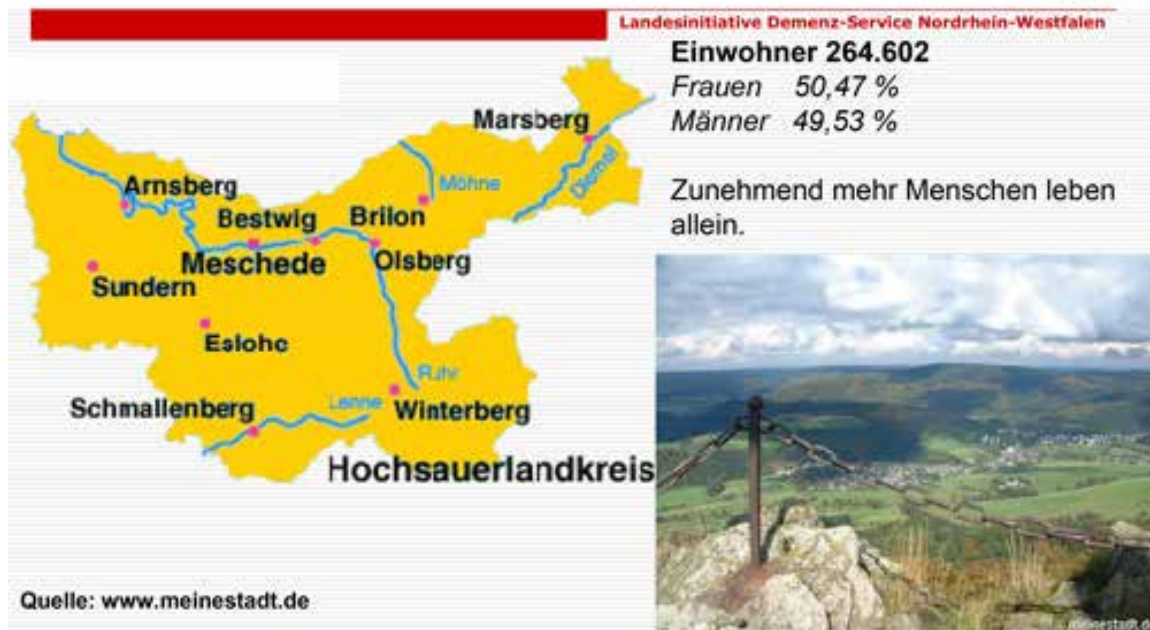 Landesinitiative Demenz-Service Nordrhein-Westfalen
Einwohner 264.602
Frauen 50,47 %
Männer 49,53 %
Zunehmend mehr Menschen leben
allein.
Marsberg
Diemel
Möhne
Arnsberg
Bestwig
Brilon
Meschede
Olsberg
Sundern
Eslohe
Ruhr
Schmallenberg
Lenne
Winterberg
Hochsauerlandkreis
Quelle: www.meinestadt.de
meinestadt.de